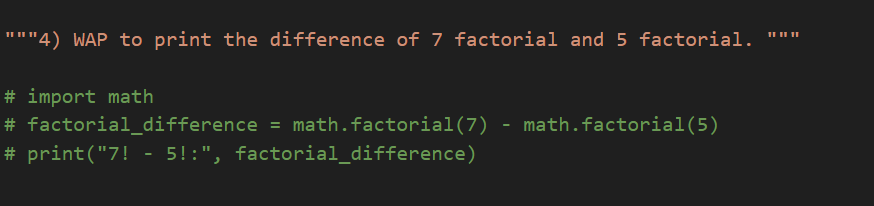 """4) WAP to print the difference of 7 factorial and 5 factorial. """
# import math
# factorial_difference = math.factorial(7) - math.factorial(5)
# print("7! - 5!:", factorial_difference)